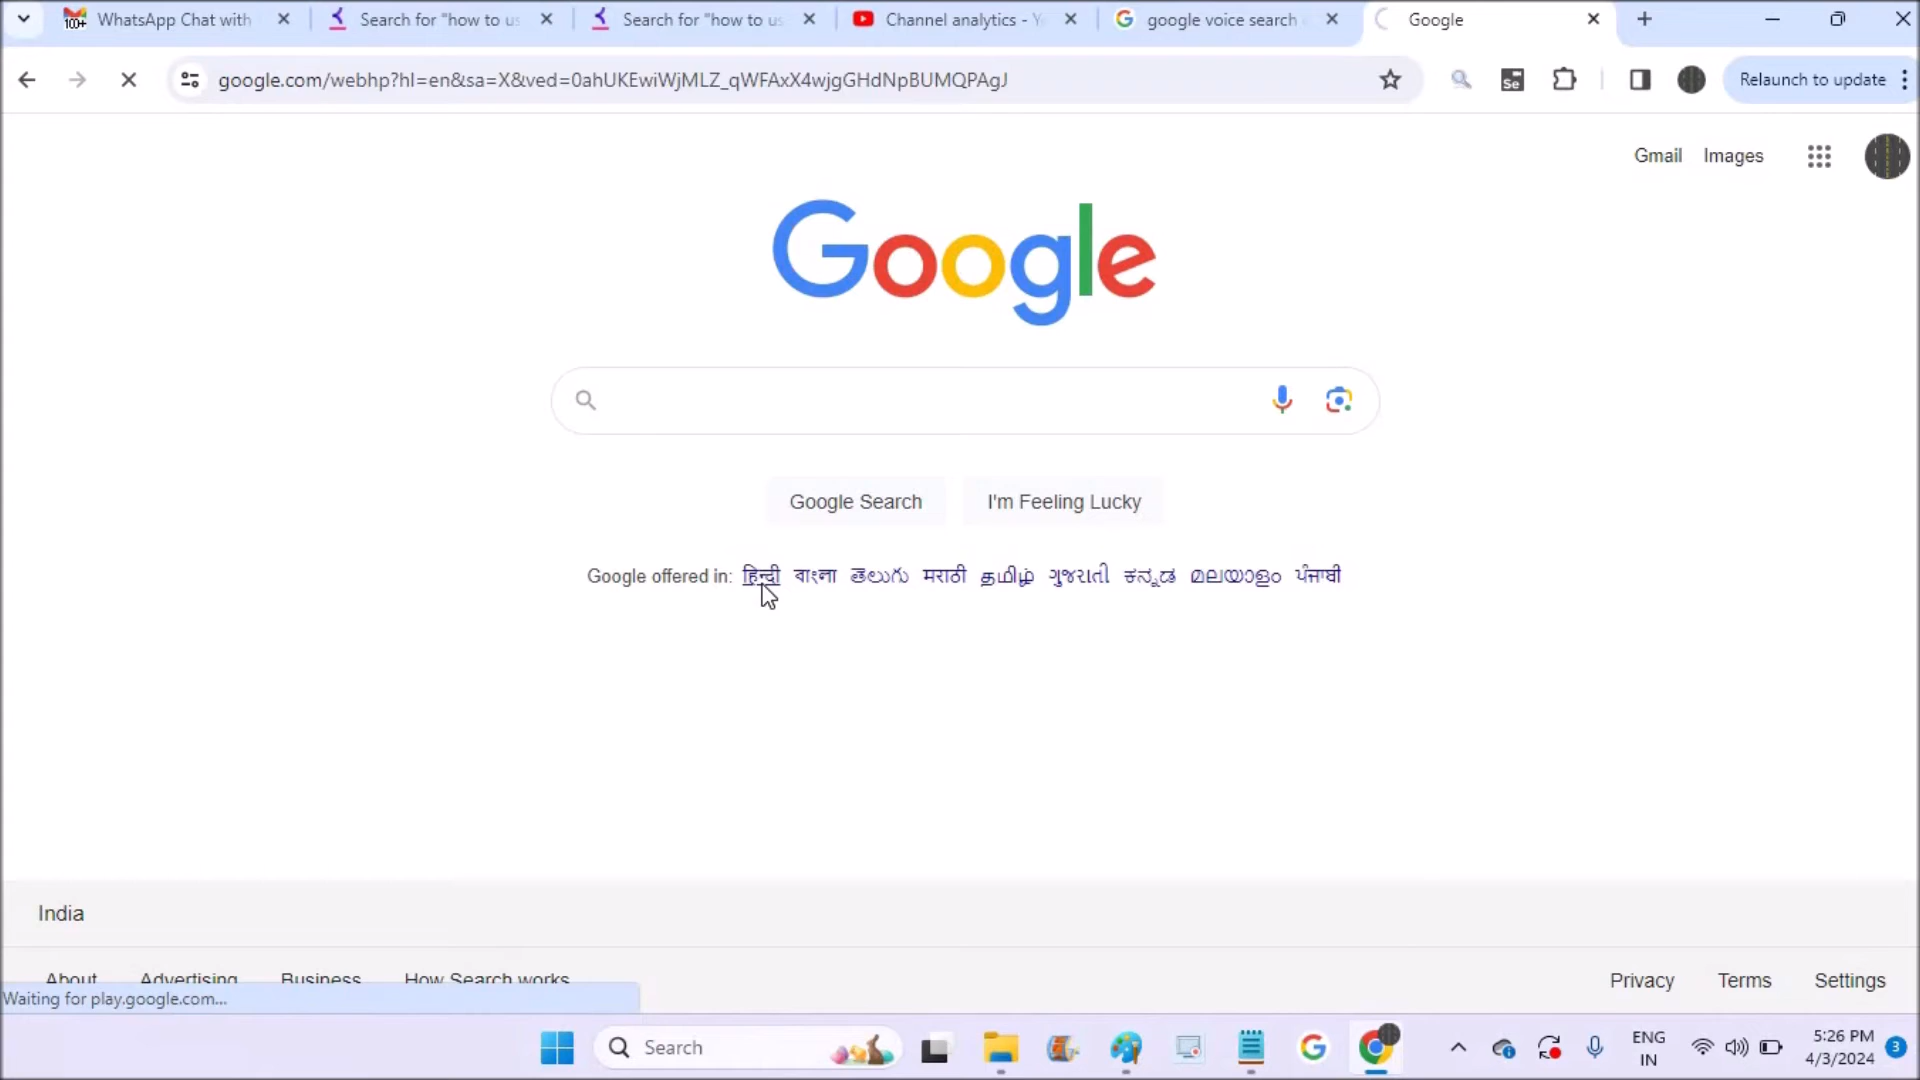 100+ WhatsApp Chat with
Search for "how to us
Search for "how to us
Channel analytics - Y
google voice search
Google
google.com/webhp?hl=en&sa=X&ved=0ahUKEwiWjMLZ_qWFAxX4wjgGHdNpBUMQPAgJ
Se
Relaunch to update
Gmail Images
Google
Google Search I'm Feeling Lucky
Google offered in: हिन्दी বাংলা తెలుగు मराठी தமிழ் ગુજરાતી ಕನ್ನಡ മലയാളം ਪੰਜਾਬੀ
India
About Advertising Business How Search works
Privacy Terms Settings
Waiting for play.google.com...
Search
ENG
IN
5:26 PM
4/3/2024
3